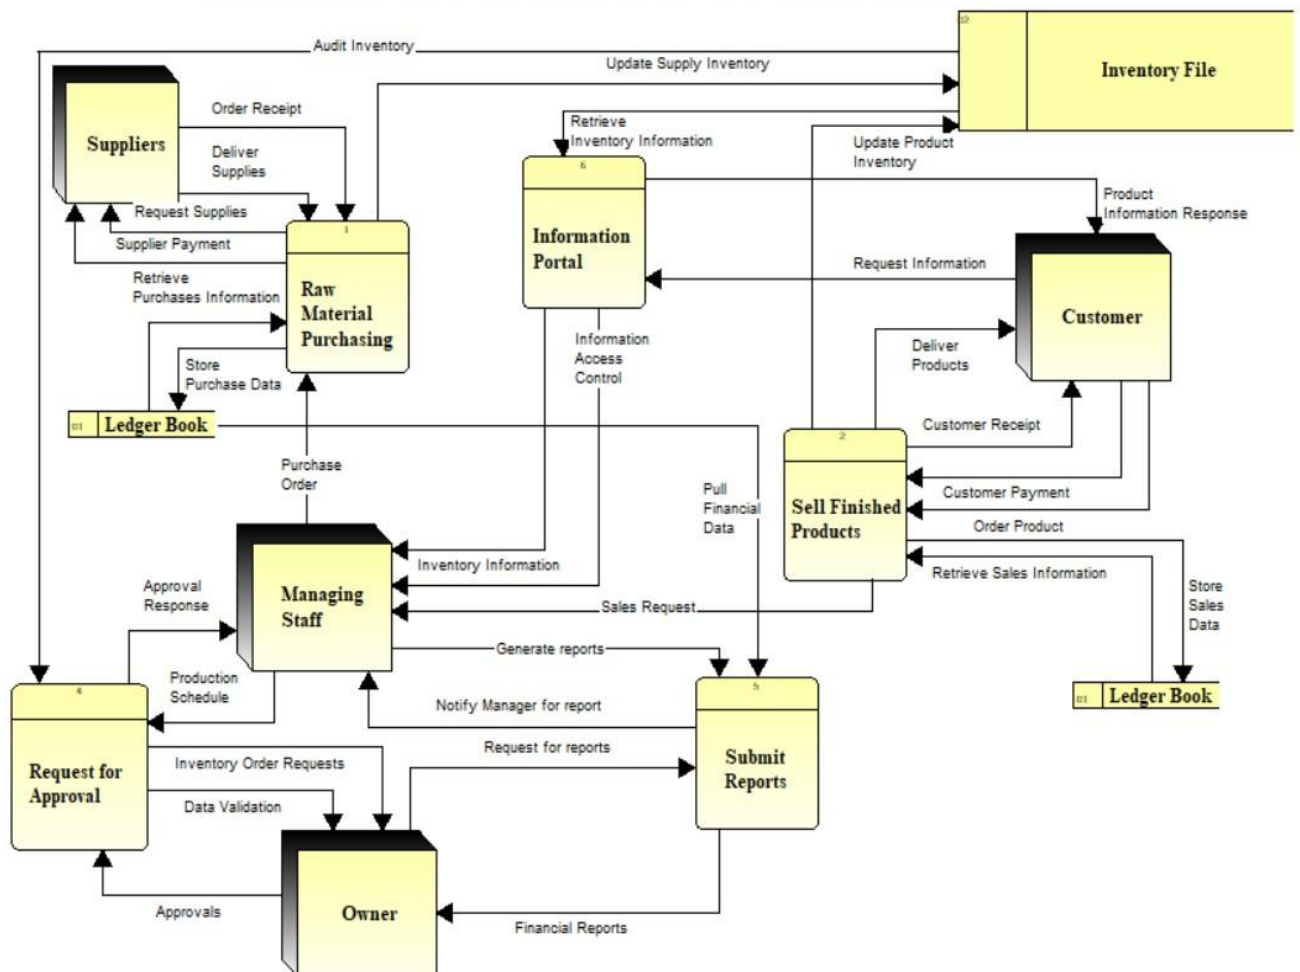 Audit Inventory
Update Supply Inventory
Inventory File
Suppliers
Order Receipt
Deliver
Supplies
Request Supplies
Supplier Payment
Retrieve
Purchases Information
1
Raw
Material
Purchasing
Store
Purchase Data
01
Ledger Book
Retrieve
Inventory Information
Update Product
Inventory
6
Information
Portal
Product
Information Response
Request Information
Customer
Information
Access
Control
Deliver
Products
Customer Receipt
2
Sell Finished
Products
Customer Payment
Order Product
Retrieve Sales Information
Store
Sales
Data
01
Ledger Book
Purchase
Order
Pull
Financial
Data
Inventory Information
Managing
Staff
Sales Request
Approval
Response
Generate reports
Production
Schedule
4
Request for
Approval
Notify Manager for report
5
Submit
Reports
Request for reports
Inventory Order Requests
Data Validation
Owner
Approvals
Financial Reports